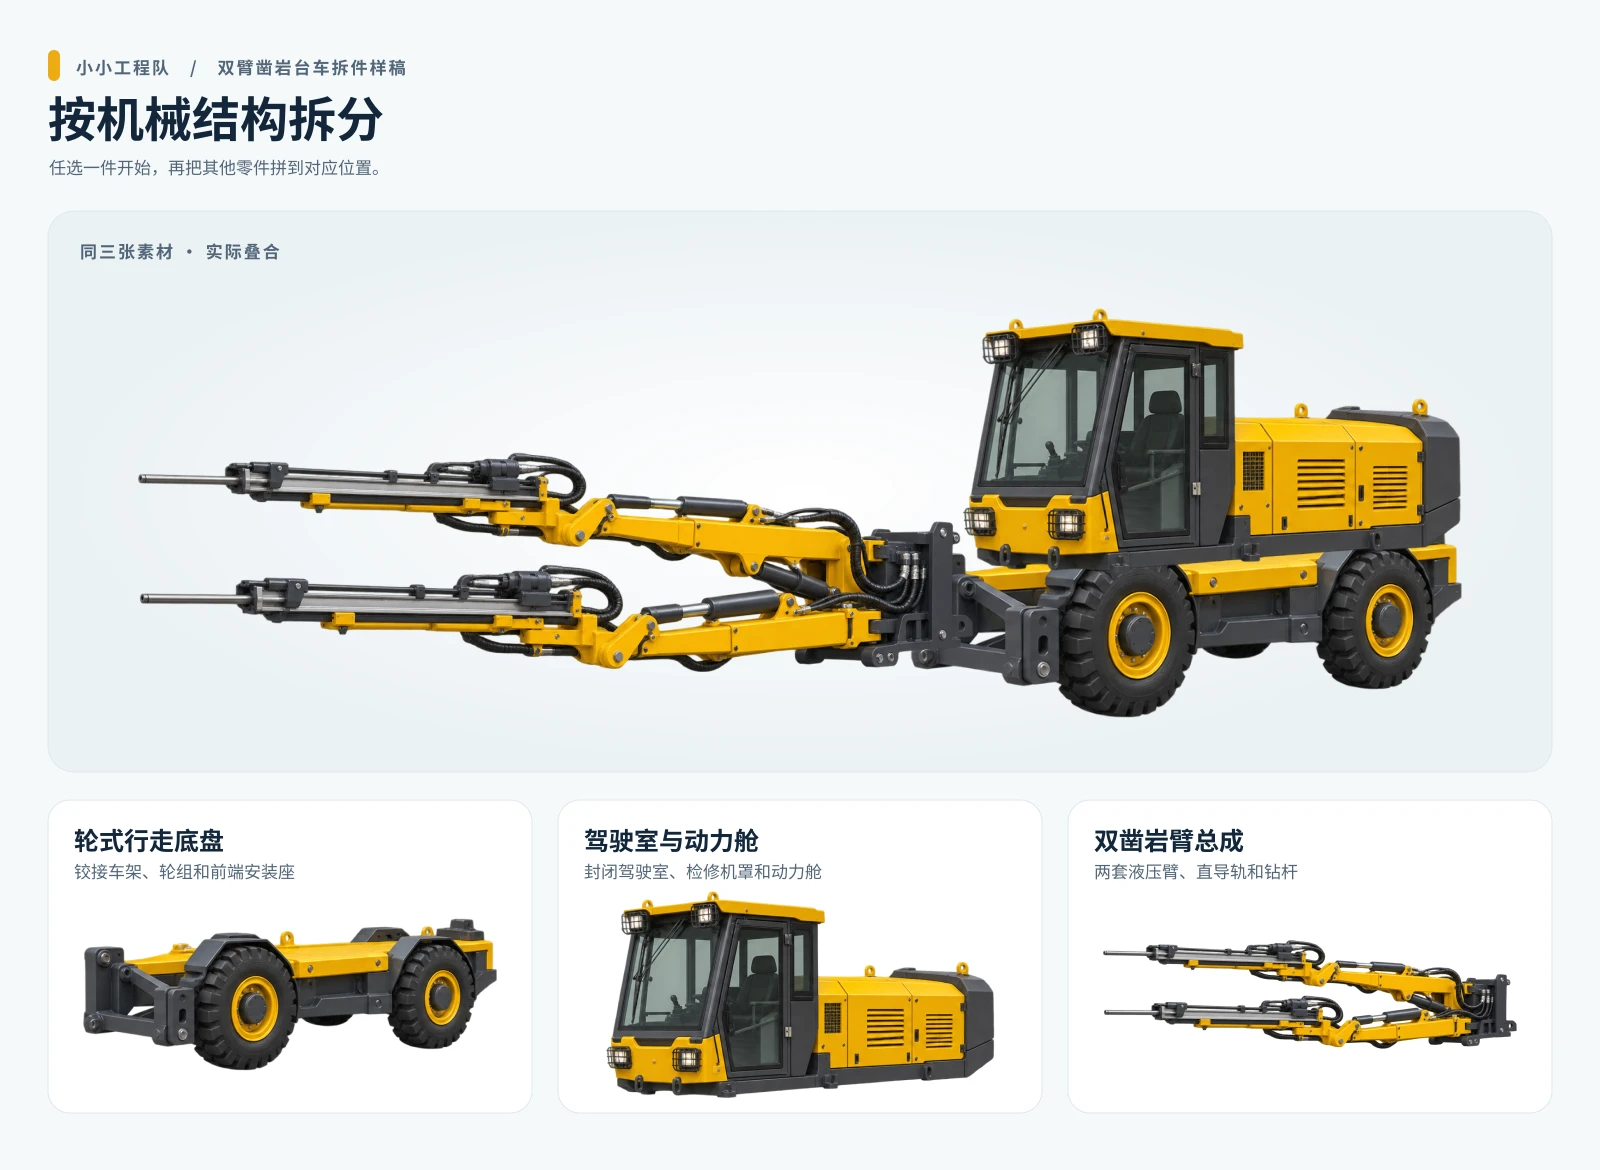 小小工程队 / 双臂凿岩台车拆件样稿
按机械结构拆分
任选一件开始，再把其他零件拼到对应位置。
同三张素材 · 实际叠合
轮式行走底盘
铰接车架、轮组和前端安装座
驾驶室与动力舱
封闭驾驶室、检修机罩和动力舱
双凿岩臂总成
两套液压臂、直导轨和钻杆